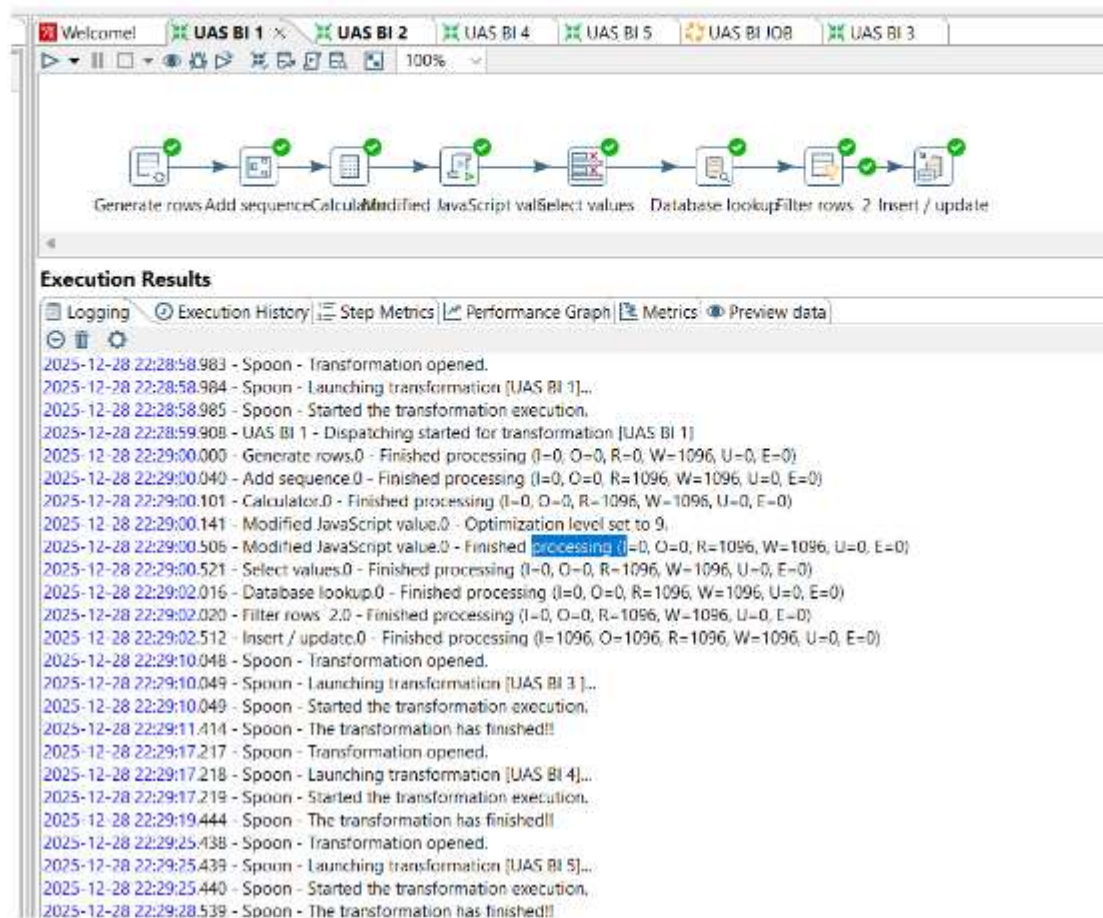 Welcome! UAS BI 1 UAS BI 2 UAS BI 4 UAS BI 5 UAS BI JOB UAS BI 3
100%
Generate rows Add sequence Calculator Modified JavaScript value Select values Database lookup Filter rows 2 Insert / update
Execution Results
Logging Execution History Step Metrics Performance Graph Metrics Preview data
2025-12-28 22:28:58.983 - Spoon - Transformation opened.
2025-12-28 22:28:58.984 - Spoon - Launching transformation [UAS BI 1]...
2025-12-28 22:28:58.985 - Spoon - Started the transformation execution.
2025-12-28 22:28:59.908 - UAS BI 1 - Dispatching started for transformation [UAS BI 1]
2025-12-28 22:29:00.000 - Generate rows.0 - Finished processing (I=0, O=0, R=0, W=1096, U=0, E=0)
2025-12-28 22:29:00.040 - Add sequence.0 - Finished processing (I=0, O=0, R=1096, W=1096, U=0, E=0)
2025-12-28 22:29:00.101 - Calculator.0 - Finished processing (I=0, O=0, R=1096, W=1096, U=0, E=0)
2025-12-28 22:29:00.141 - Modified JavaScript value.0 - Optimization level set to 9.
2025-12-28 22:29:00.506 - Modified JavaScript value.0 - Finished processing (I=0, O=0, R=1096, W=1096, U=0, E=0)
2025-12-28 22:29:00.521 - Select values.0 - Finished processing (I=0, O=0, R=1096, W=1096, U=0, E=0)
2025-12-28 22:29:02.016 - Database lookup.0 - Finished processing (I=0, O=0, R=1096, W=1096, U=0, E=0)
2025-12-28 22:29:02.020 - Filter rows 2.0 - Finished processing (I=0, O=0, R=1096, W=1096, U=0, E=0)
2025-12-28 22:29:02.512 - Insert / update.0 - Finished processing (I=1096, O=1096, R=1096, W=1096, U=0, E=0)
2025-12-28 22:29:10.048 - Spoon - Transformation opened.
2025-12-28 22:29:10.049 - Spoon - Launching transformation [UAS BI 3 ]...
2025-12-28 22:29:10.049 - Spoon - Started the transformation execution.
2025-12-28 22:29:11.414 - Spoon - The transformation has finished!!
2025-12-28 22:29:17.217 - Spoon - Transformation opened.
2025-12-28 22:29:17.218 - Spoon - Launching transformation [UAS BI 4]...
2025-12-28 22:29:17.219 - Spoon - Started the transformation execution.
2025-12-28 22:29:19.444 - Spoon - The transformation has finished!!
2025-12-28 22:29:25.438 - Spoon - Transformation opened.
2025-12-28 22:29:25.439 - Spoon - Launching transformation [UAS BI 5]...
2025-12-28 22:29:25.440 - Spoon - Started the transformation execution.
2025-12-28 22:29:28.539 - Spoon - The transformation has finished!!